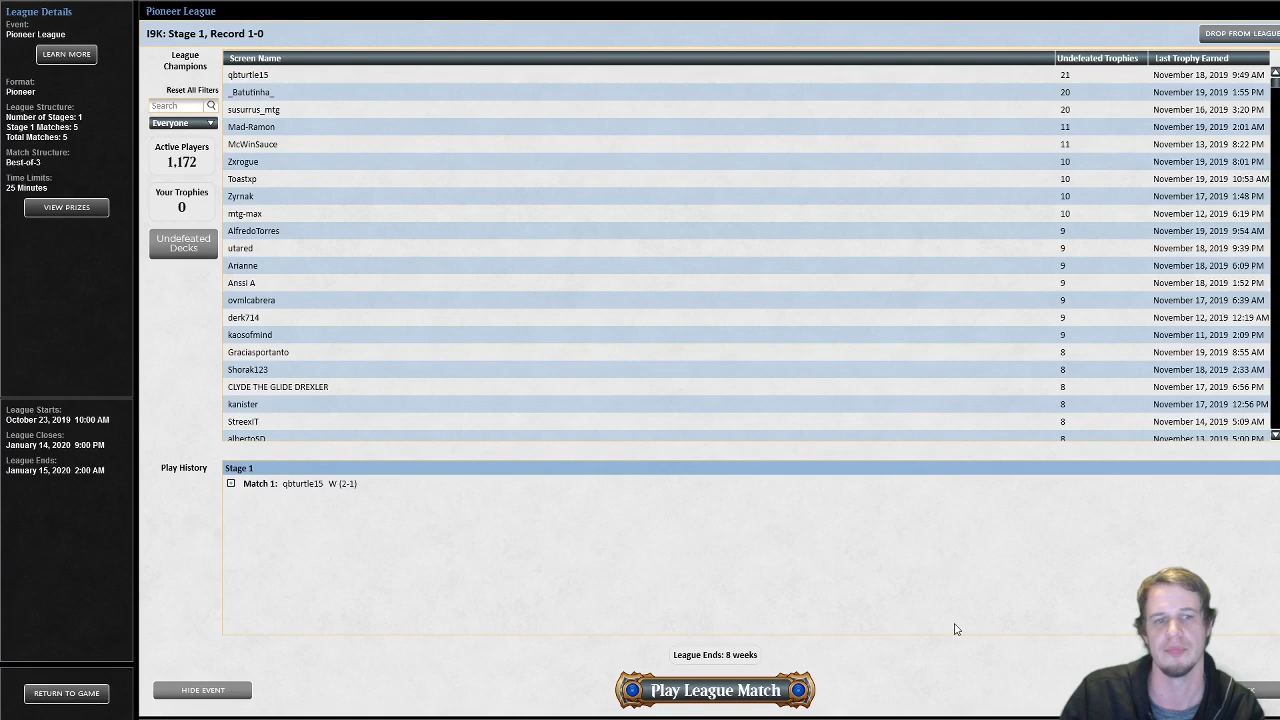 League Details
Event:
Pioneer League
LEARN MORE
Format:
Pioneer
League Structure:
Number of Stages: 1
Stage 1 Matches: 5
Total Matches: 5
Match Structure:
Best-of-3
Time Limits:
25 Minutes
VIEW PRIZES
League Starts:
October 23, 2019 10:00 AM
League Closes:
January 14, 2020 9:00 PM
League Ends:
January 15, 2020 2:00 AM
RETURN TO GAME
Pioneer League
I9K: Stage 1, Record 1-0
DROP FROM LEAGUE
League
Champions
Reset All Filters
Search
Everyone
Active Players
1,172
Your Trophies
0
Undefeated
Decks
Screen Name Undefeated Trophies Last Trophy Earned
qbturtle15 21 November 18, 2019 9:49 AM
_Batutinha_ 20 November 19, 2019 1:55 PM
susurrus_mtg 20 November 16, 2019 3:20 PM
Mad-Ramon 11 November 19, 2019 2:01 AM
McWinSauce 11 November 13, 2019 8:22 PM
Zxrogue 10 November 19, 2019 8:01 PM
Toastxp 10 November 19, 2019 10:53 AM
Zyrnak 10 November 17, 2019 1:48 PM
mtg-max 10 November 12, 2019 6:19 PM
AlfredoTorres 9 November 19, 2019 9:54 AM
utared 9 November 18, 2019 9:39 PM
Arianne 9 November 18, 2019 6:09 PM
Anssi A 9 November 18, 2019 1:52 PM
ovmlcabrera 9 November 17, 2019 6:39 AM
derk714 9 November 12, 2019 12:19 AM
kaosofmind 9 November 11, 2019 2:09 PM
Graciasportanto 8 November 19, 2019 8:55 AM
Shorak123 8 November 18, 2019 2:33 AM
CLYDE THE GLIDE DREXLER 8 November 17, 2019 6:56 PM
kanister 8 November 17, 2019 12:56 PM
StreexIT 8 November 14, 2019 5:09 AM
albertoSD 8 November 13, 2019 5:00 PM
Play History
Stage 1
Match 1: qbturtle15 W (2-1)
League Ends: 8 weeks
HIDE EVENT
Play League Match